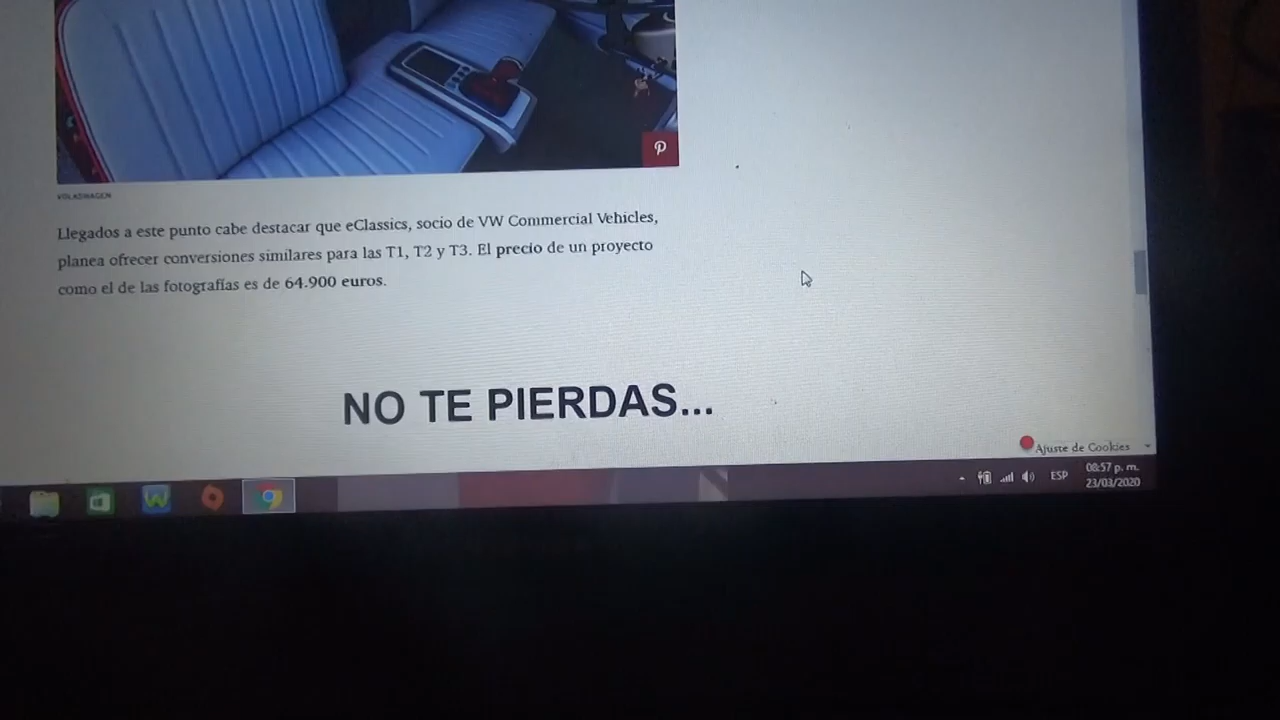 VOLKSWAGEN
Llegados a este punto cabe destacar que eClassics, socio de VW Commercial Vehicles,
planea ofrecer conversiones similares para las T1, T2 y T3. El precio de un proyecto
como el de las fotografías es de 64.900 euros.
NO TE PIERDAS...
Ajuste de Cookies
ESP
08:57 p. m.
23/03/2020